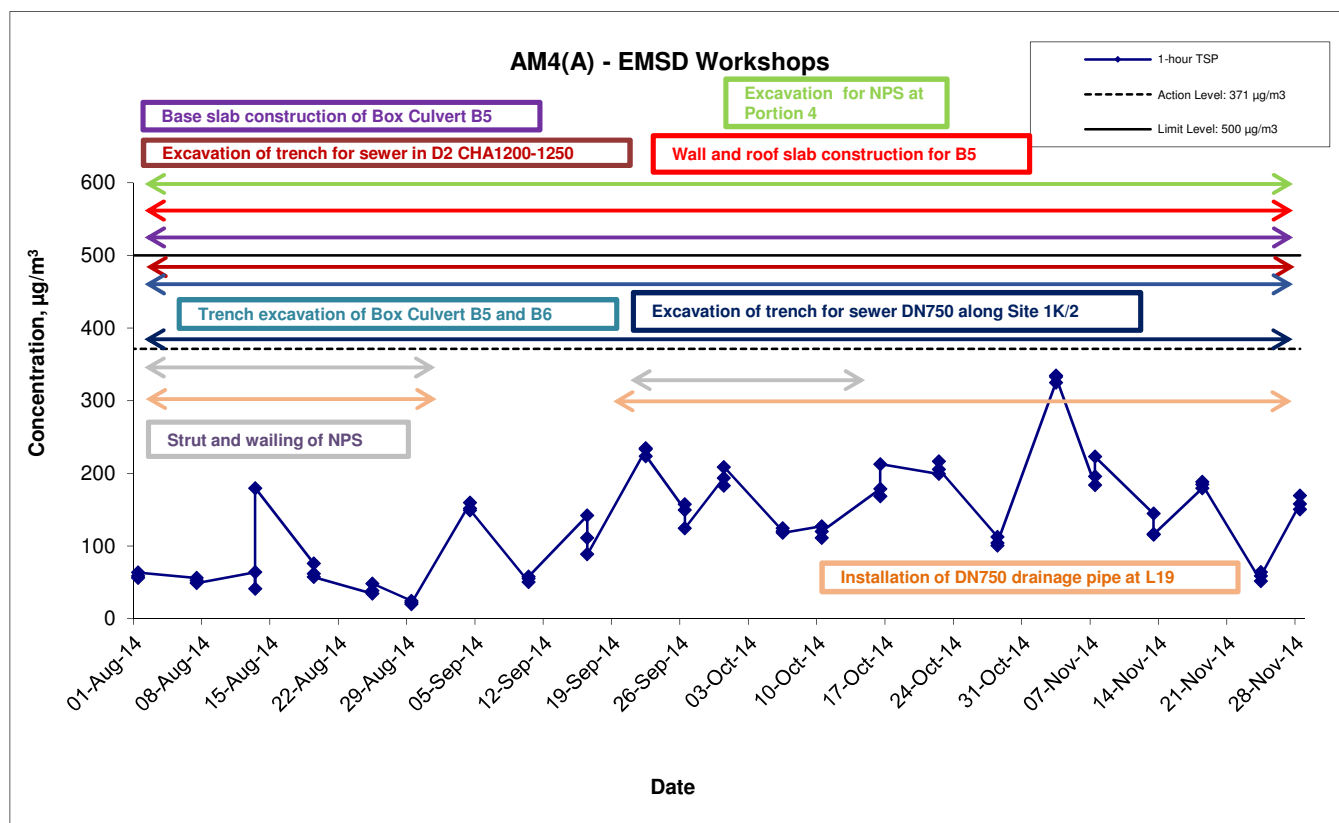 AM4(A) - EMSD Workshops
1-hour TSP
Action Level: 371 µg/m3
Limit Level: 500 µg/m3
Excavation for NPS at
Portion 4
Base slab construction of Box Culvert B5
Excavation of trench for sewer in D2 CHA1200-1250
Wall and roof slab construction for B5
Trench excavation of Box Culvert B5 and B6
Excavation of trench for sewer DN750 along Site 1K/2
Strut and wailing of NPS
Installation of DN750 drainage pipe at L19
Concentration, µg/m³
600
500
400
300
200
100
0
01-Aug-14
08-Aug-14
15-Aug-14
22-Aug-14
29-Aug-14
05-Sep-14
12-Sep-14
19-Sep-14
26-Sep-14
03-Oct-14
10-Oct-14
17-Oct-14
24-Oct-14
31-Oct-14
07-Nov-14
14-Nov-14
21-Nov-14
28-Nov-14
Date